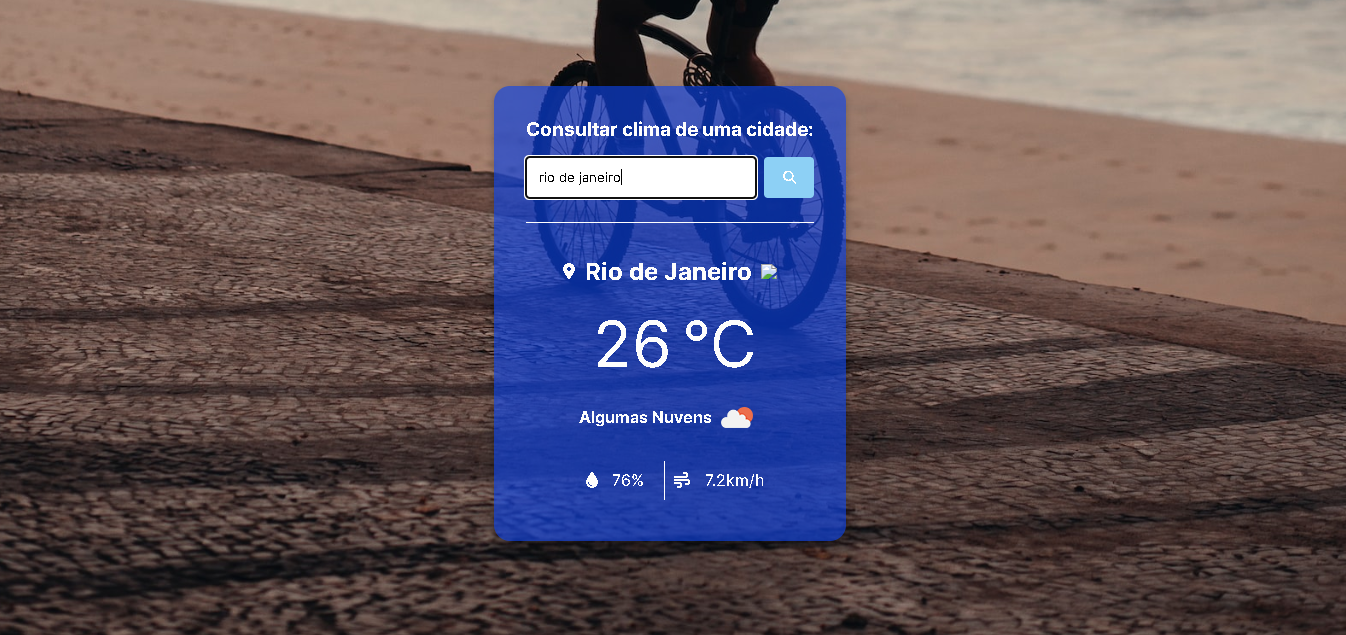 Consultar clima de uma cidade:
rio de janeiro
Rio de Janeiro
26 °C
Algumas Nuvens
76% 7.2km/h